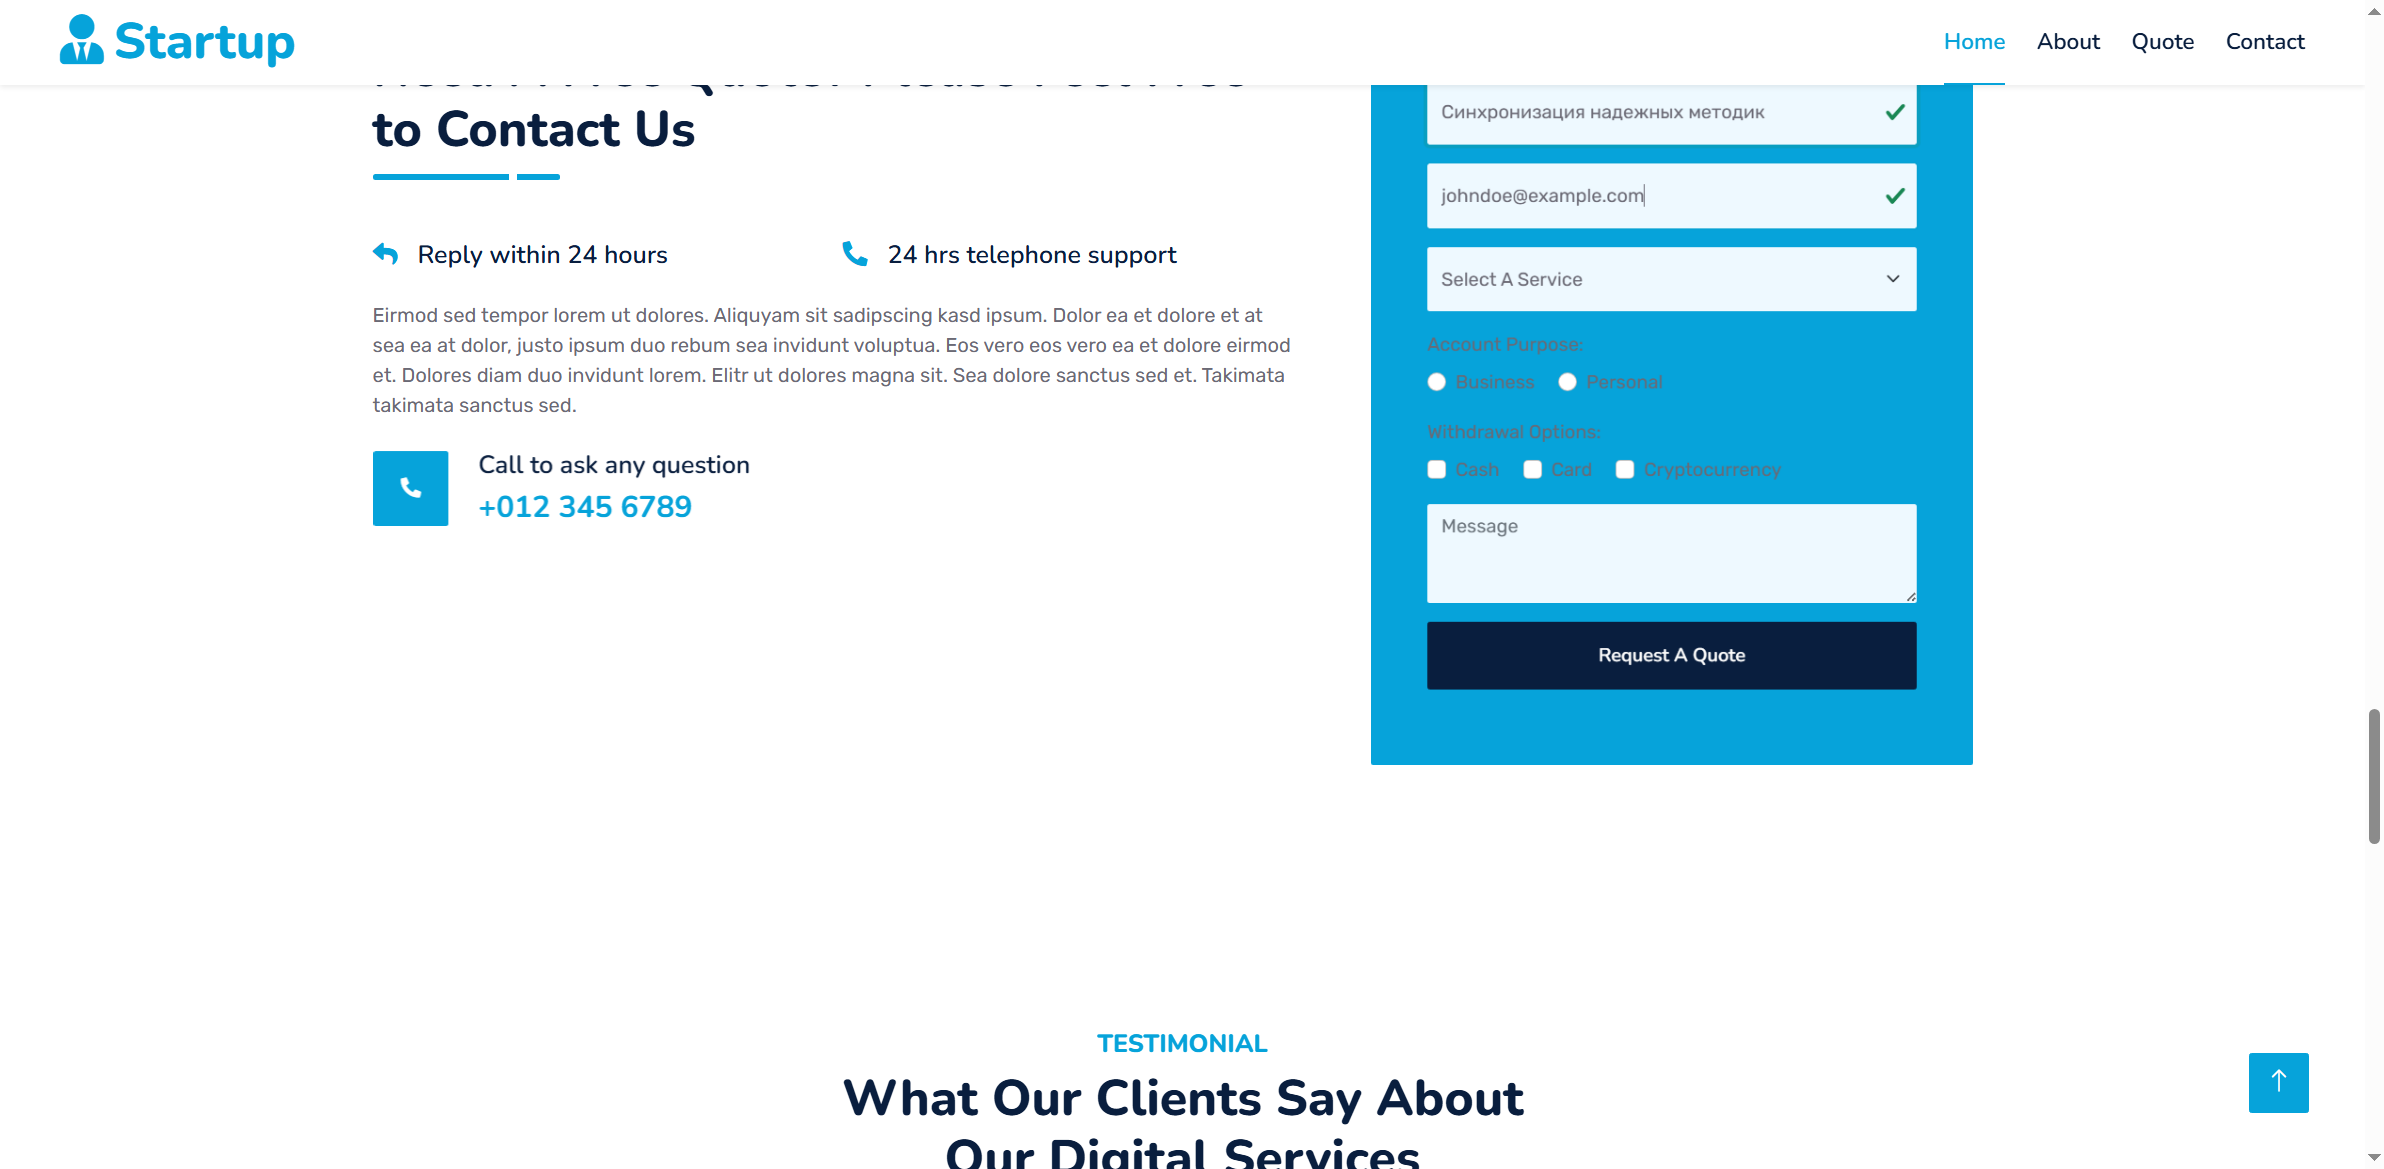 Startup
Home
About
Quote
Contact
to Contact Us
Reply within 24 hours
24 hrs telephone support
Eirmod sed tempor lorem ut dolores. Aliquyam sit sadipscing kasd ipsum. Dolor ea et dolore et at
sea ea at dolor, justo ipsum duo rebum sea invidunt voluptua. Eos vero eos vero ea et dolore eirmod
et. Dolores diam duo invidunt lorem. Elitr ut dolores magna sit. Sea dolore sanctus sed et. Takimata
takimata sanctus sed.
Call to ask any question
+012 345 6789
Синхронизация надежных методик
johndoe@example.com
Select A Service
Account Purpose:
Business
Personal
Withdrawal Options:
Cash
Card
Cryptocurrency
Message
Request A Quote
TESTIMONIAL
What Our Clients Say About
Our Digital Services